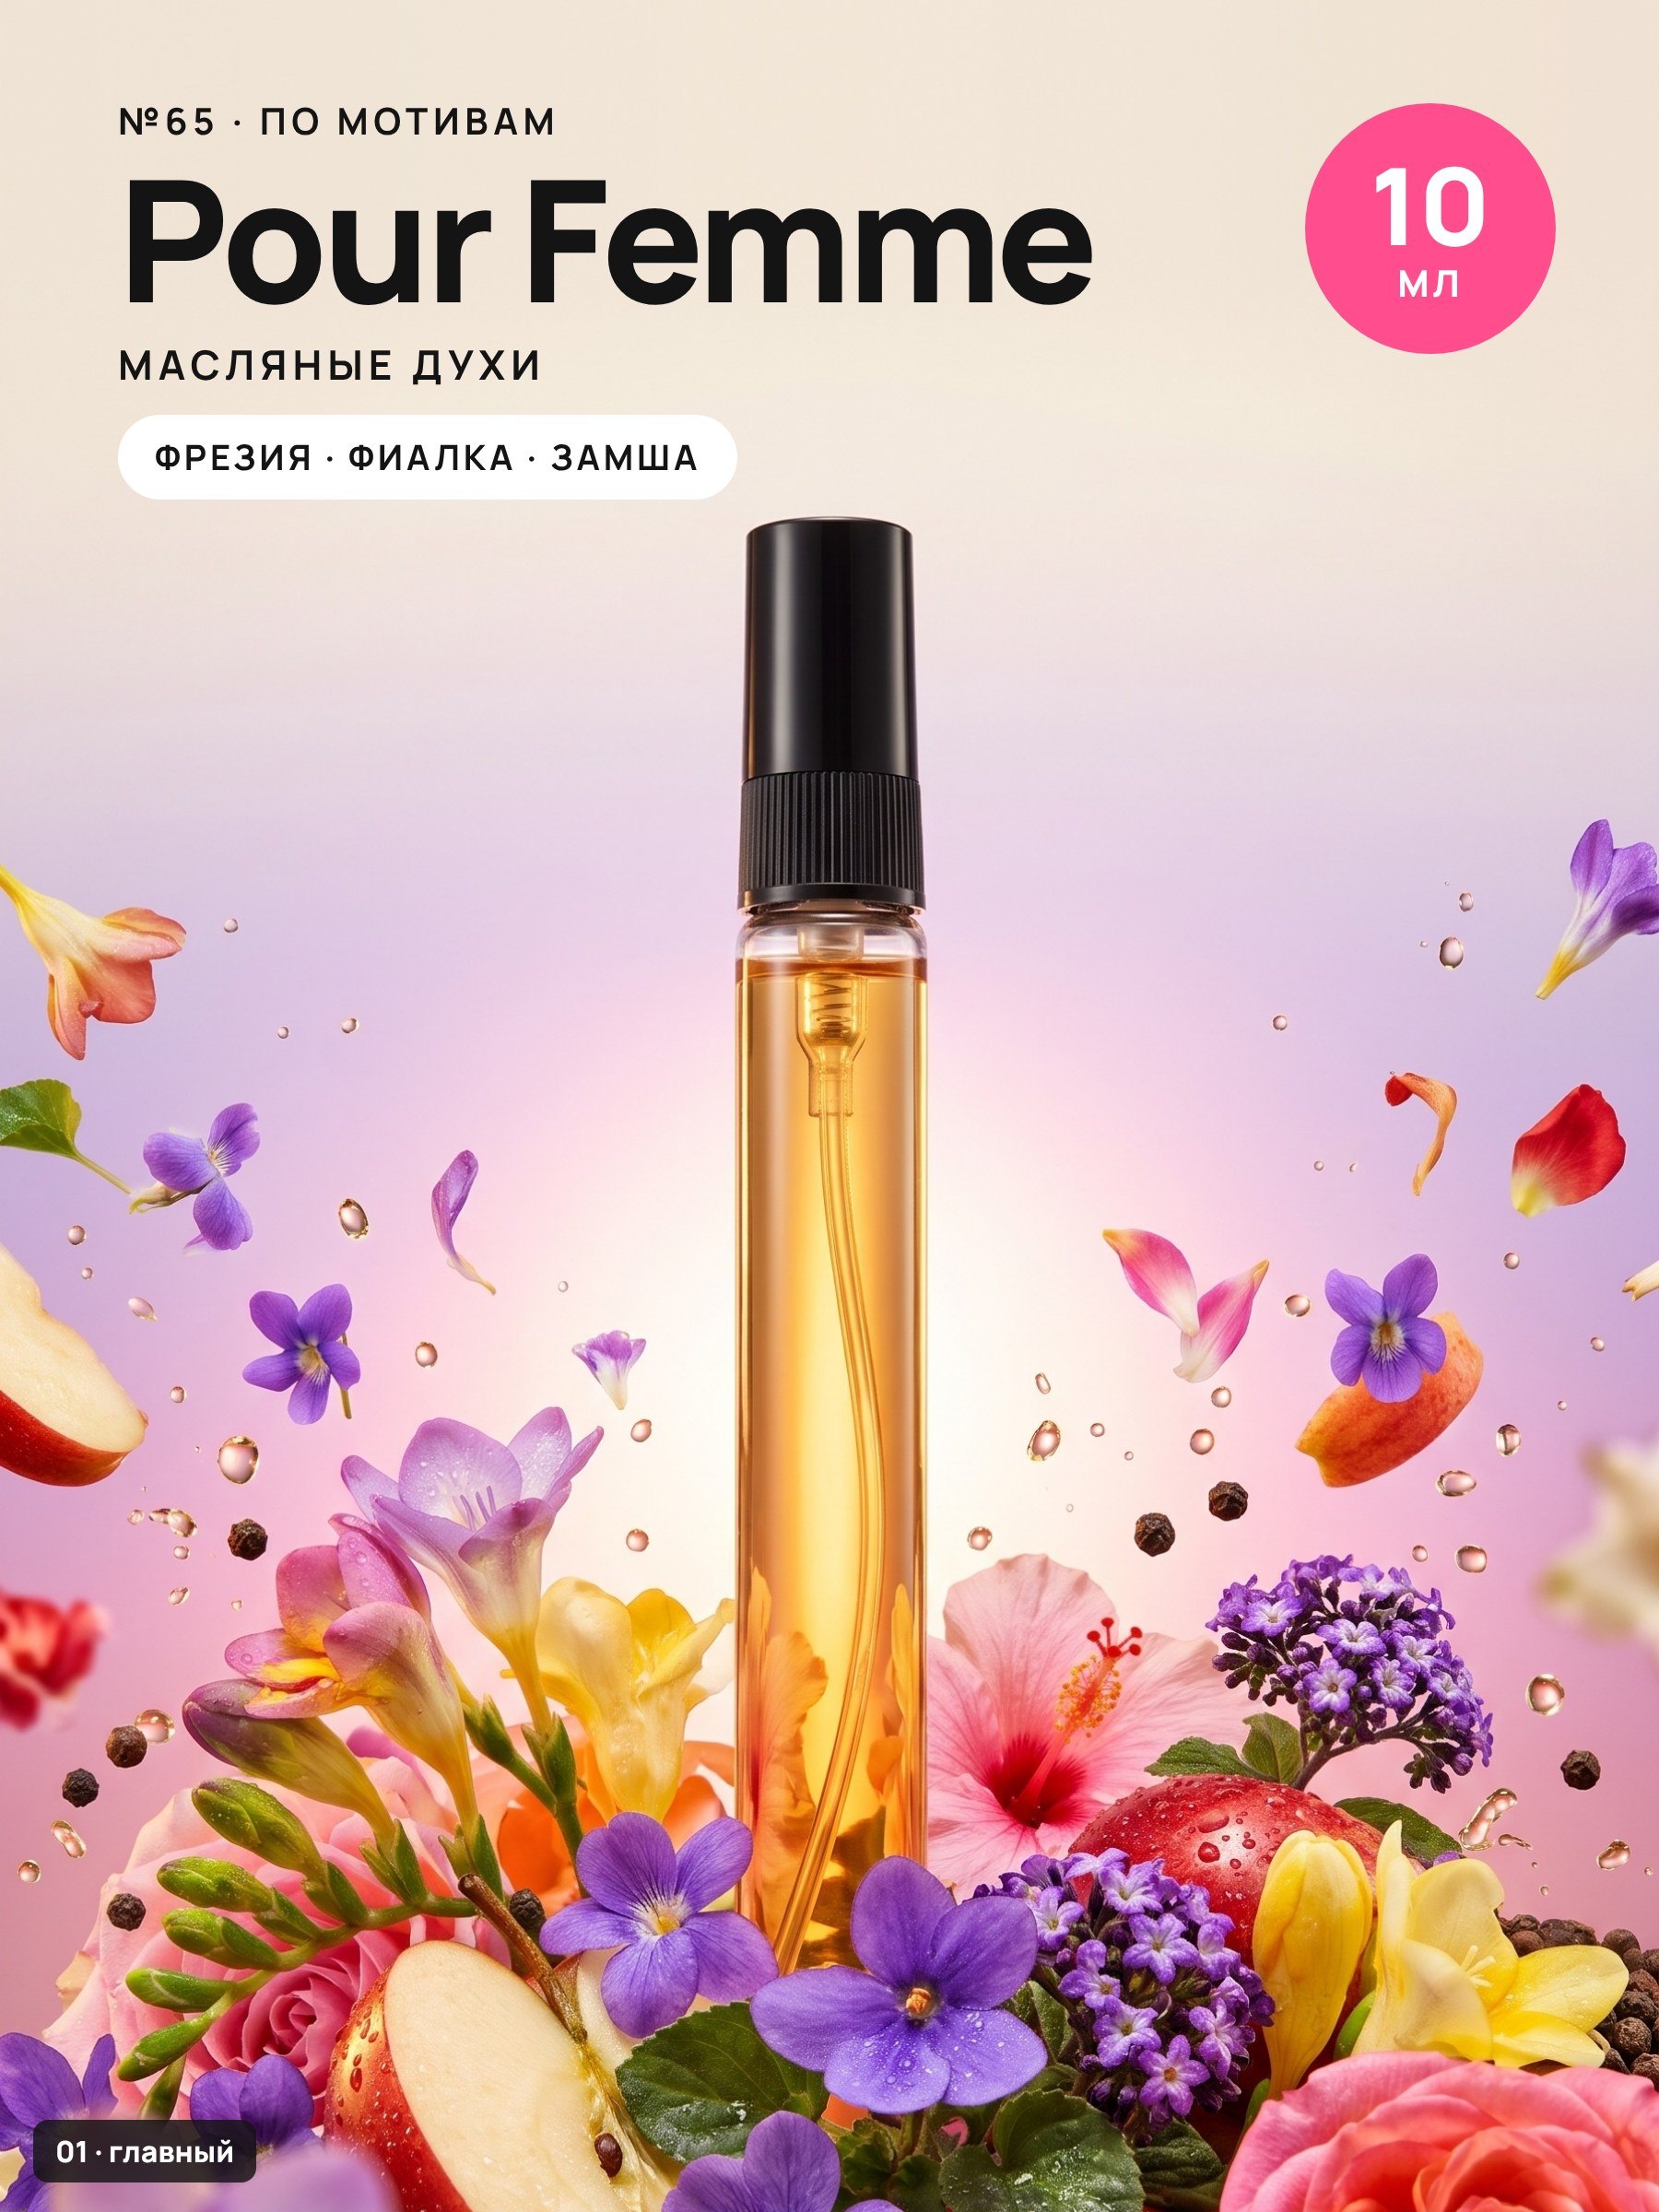 №65 · ПО МОТИВАМ
Pour Femme
МАСЛЯНЫЕ ДУХИ
ФРЕЗИЯ · ФИАЛКА · ЗАМША
10
МЛ
01 · главный